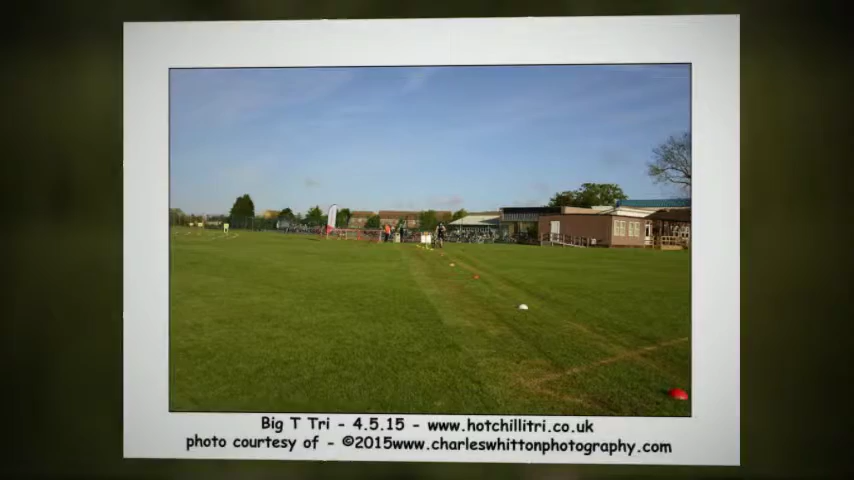 Big T Tri - 4.5.15 - www.hotchillitri.co.uk
photo courtesy of - ©2015www.charleswhittonphotography.com